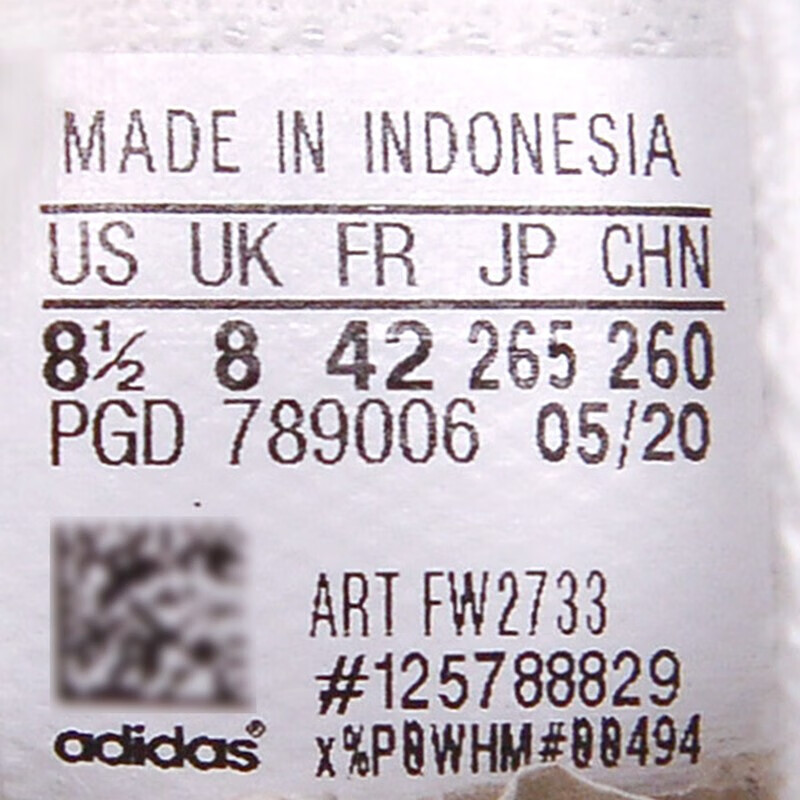 MADE IN INDONESIA
US UK FR JP CHN
8½ 8 42 265 260
PGD 789006 05/20
ART FW2733
#125788829
adidas® x%P0WHM#00494